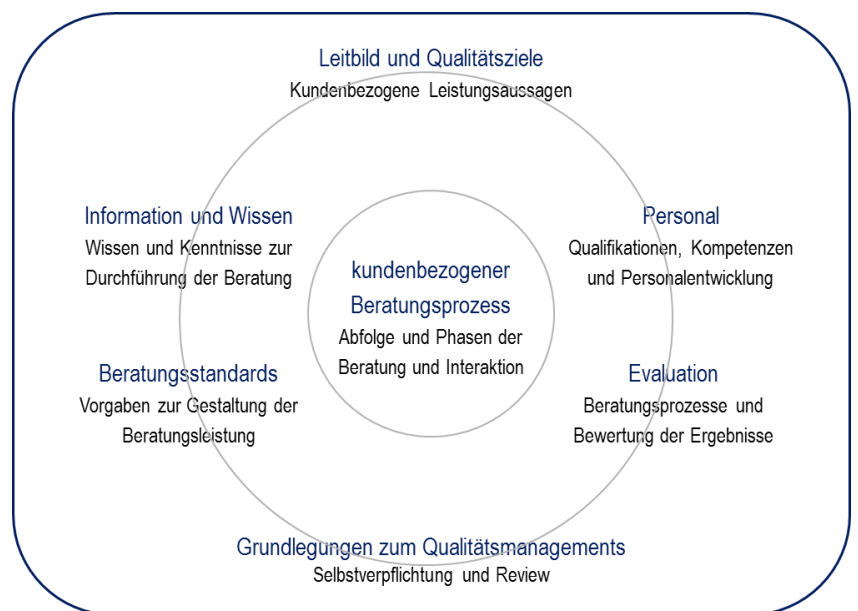 Leitbild und Qualitätsziele
Kundenbezogene Leistungsaussagen
Information und Wissen
Wissen und Kenntnisse zur
Durchführung der Beratung
Personal
Qualifikationen, Kompetenzen
und Personalentwicklung
kundenbezogener
Beratungsprozess
Abfolge und Phasen der
Beratung und Interaktion
Beratungsstandards
Vorgaben zur Gestaltung der
Beratungsleistung
Evaluation
Beratungsprozesse und
Bewertung der Ergebnisse
Grundlegungen zum Qualitätsmanagements
Selbstverpflichtung und Review